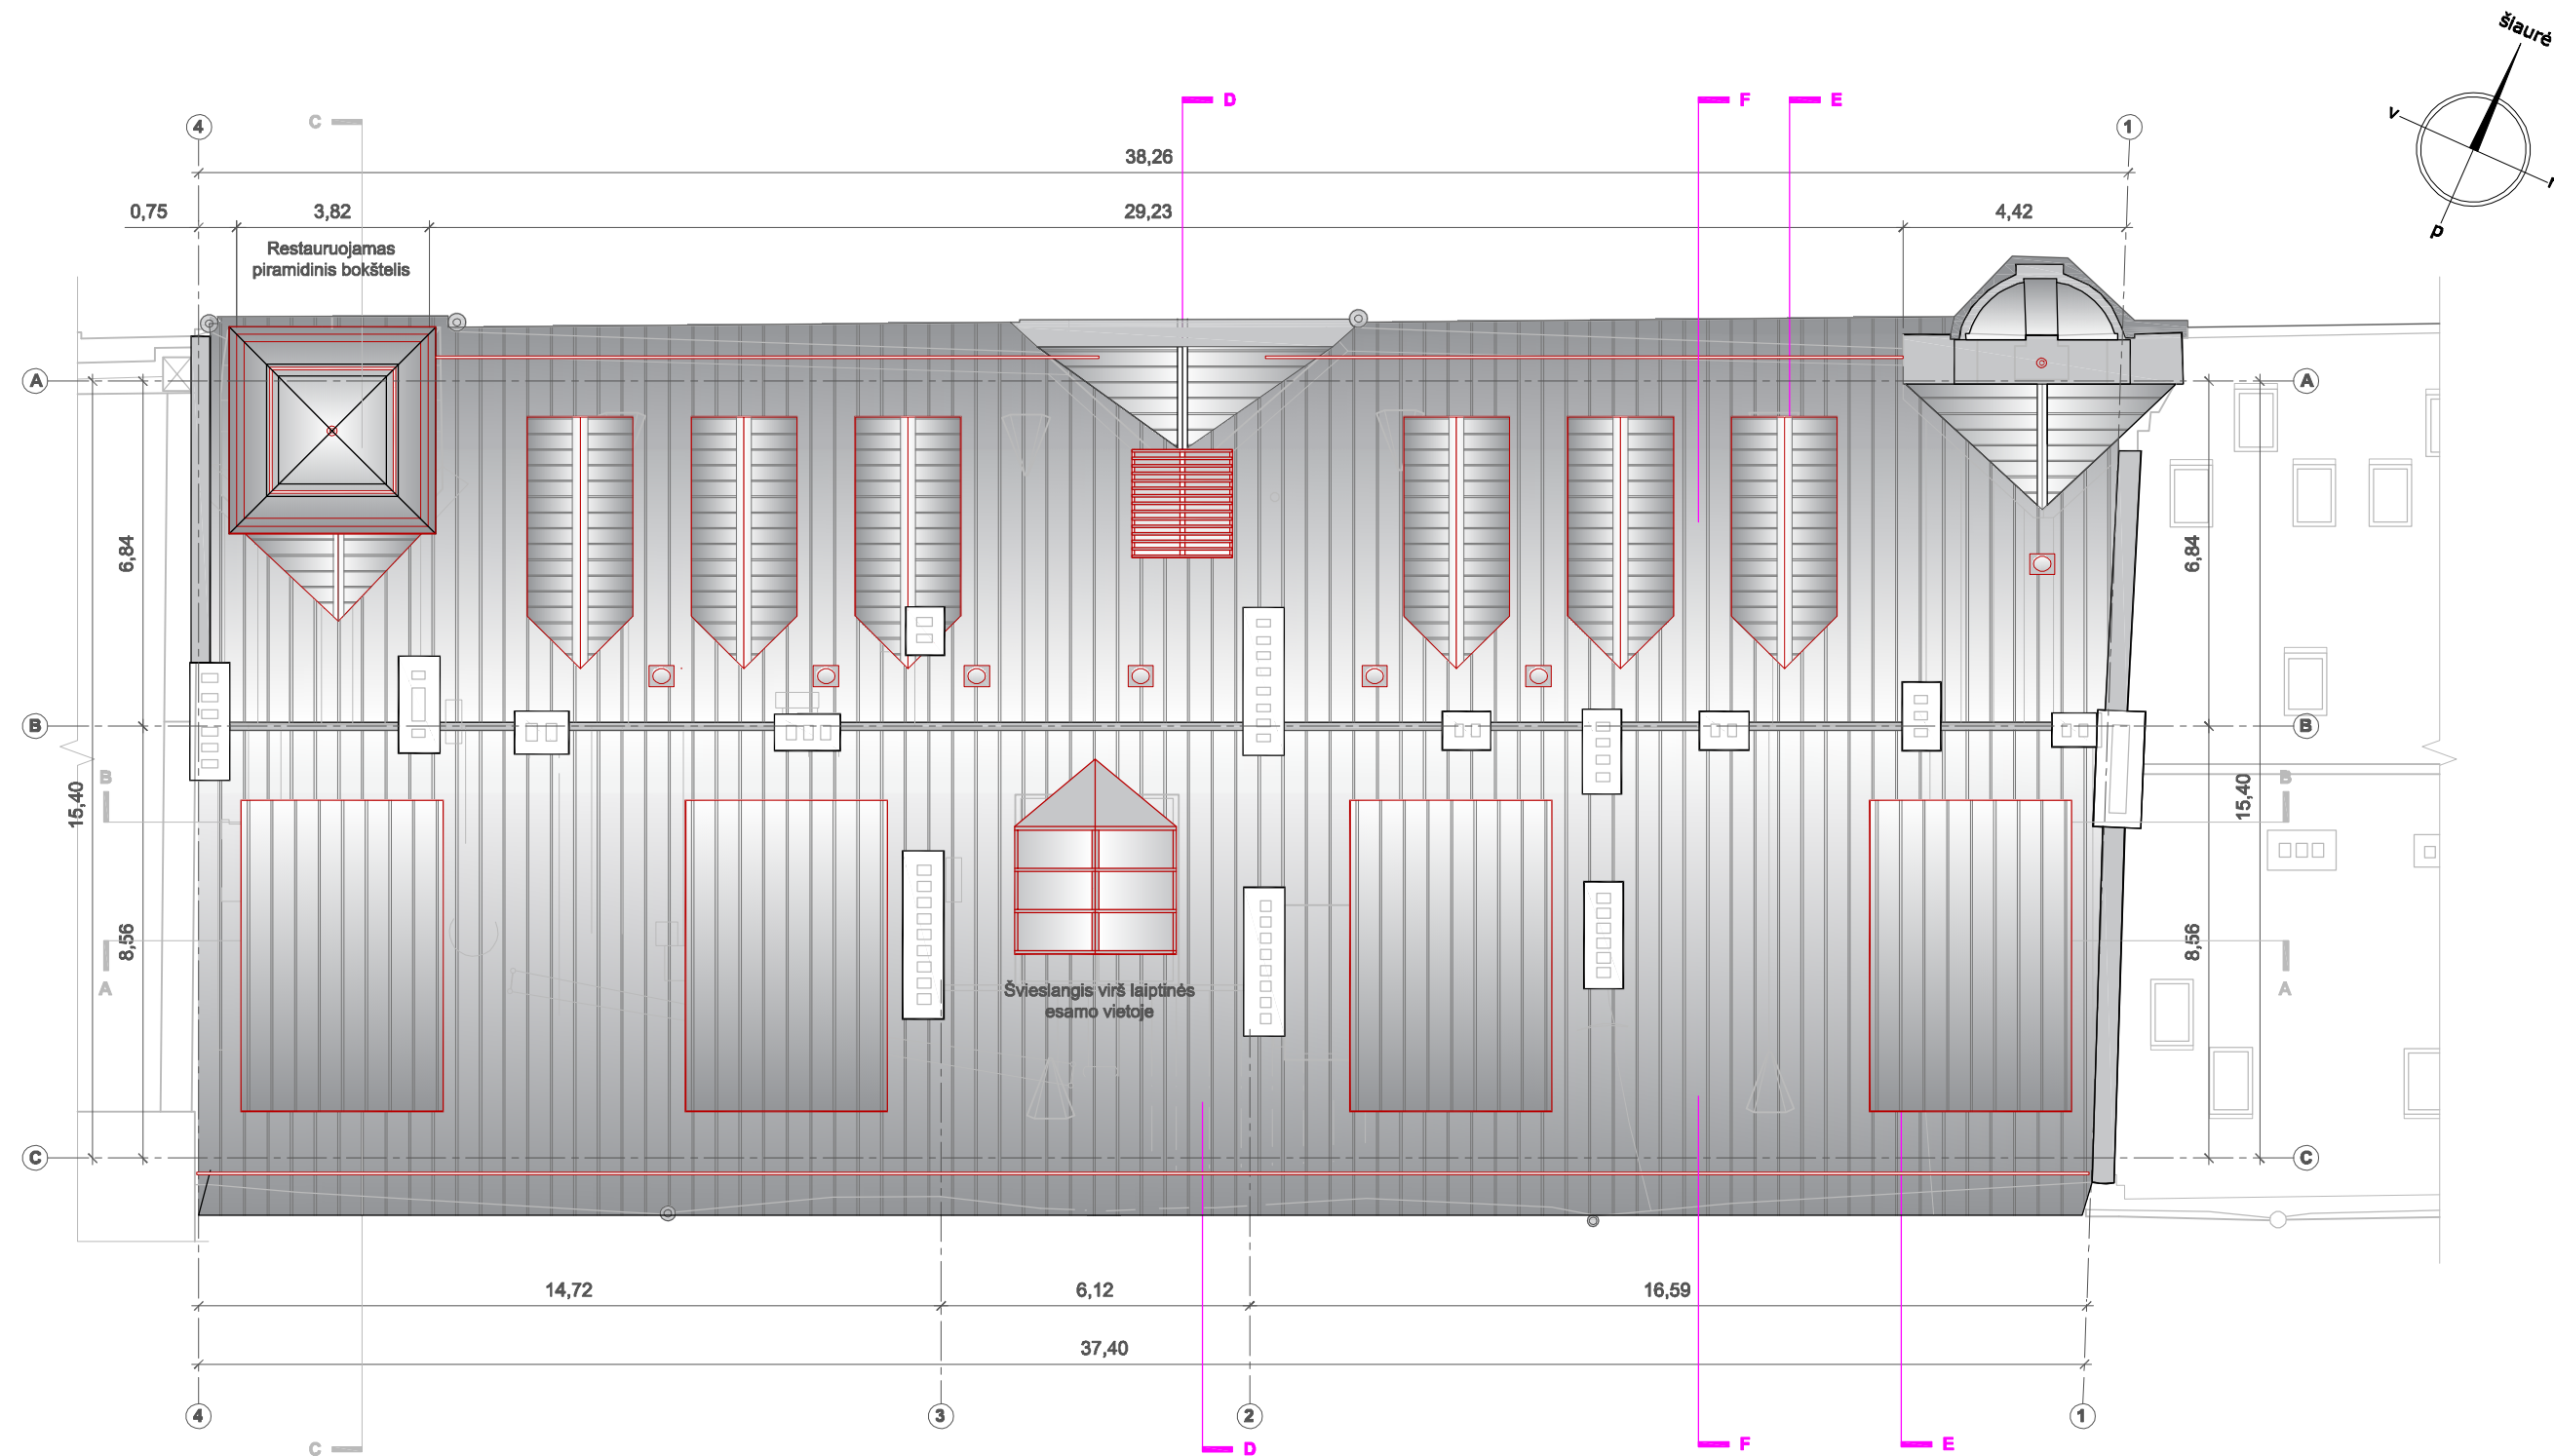 šiaurė
V
P
D
F
E
C
4
1
38,26
0,75
3,82
29,23
4,42
Restauruojamas
piramidinis bokštelis
A
A
6,84
6,84
B
B
B
B
15,40
15,40
8,56
8,56
A
A
Švieslangis virš laiptinės
esamo vietoje
C
C
14,72
6,12
16,59
37,40
4
3
2
1
C
D
F
E